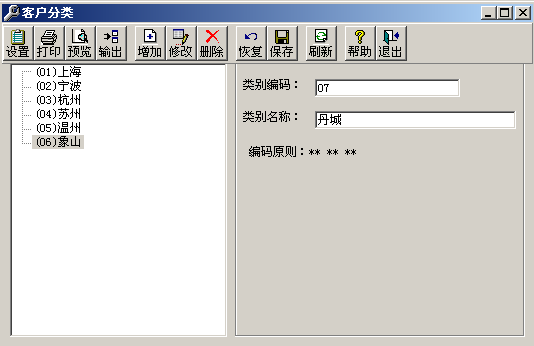 客户分类
设置 打印 预览 输出 增加 修改 删除 恢复 保存 刷新 帮助 退出
(01)上海
(02)宁波
(03)杭州
(04)苏州
(05)温州
(06)象山
类别编码： 07
类别名称： 丹城
编码原则：** ** **